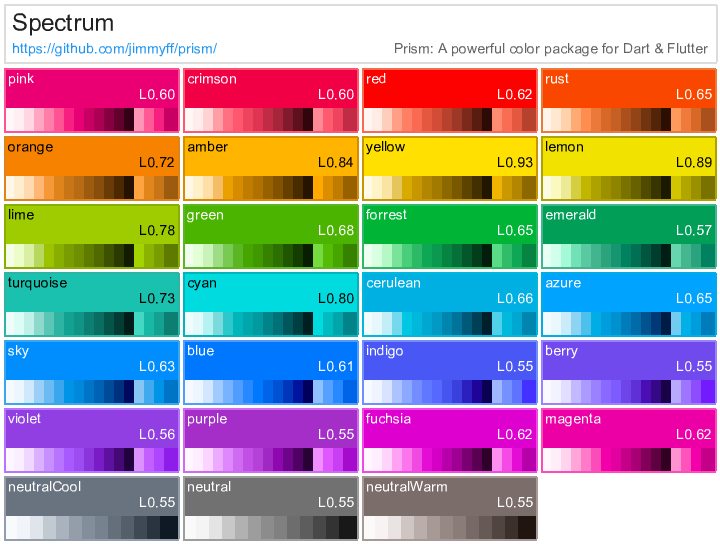 Spectrum
https://github.com/jimmyff/prism/ Prism: A powerful color package for Dart & Flutter
pink crimson red rust
L0.60 L0.60 L0.62 L0.65
orange amber yellow lemon
L0.72 L0.84 L0.93 L0.89
lime green forrest emerald
L0.78 L0.68 L0.65 L0.57
turquoise cyan cerulean azure
L0.73 L0.80 L0.66 L0.65
sky blue indigo berry
L0.63 L0.61 L0.55 L0.55
violet purple fuchsia magenta
L0.56 L0.55 L0.62 L0.62
neutralCool neutral neutralWarm
L0.55 L0.55 L0.55